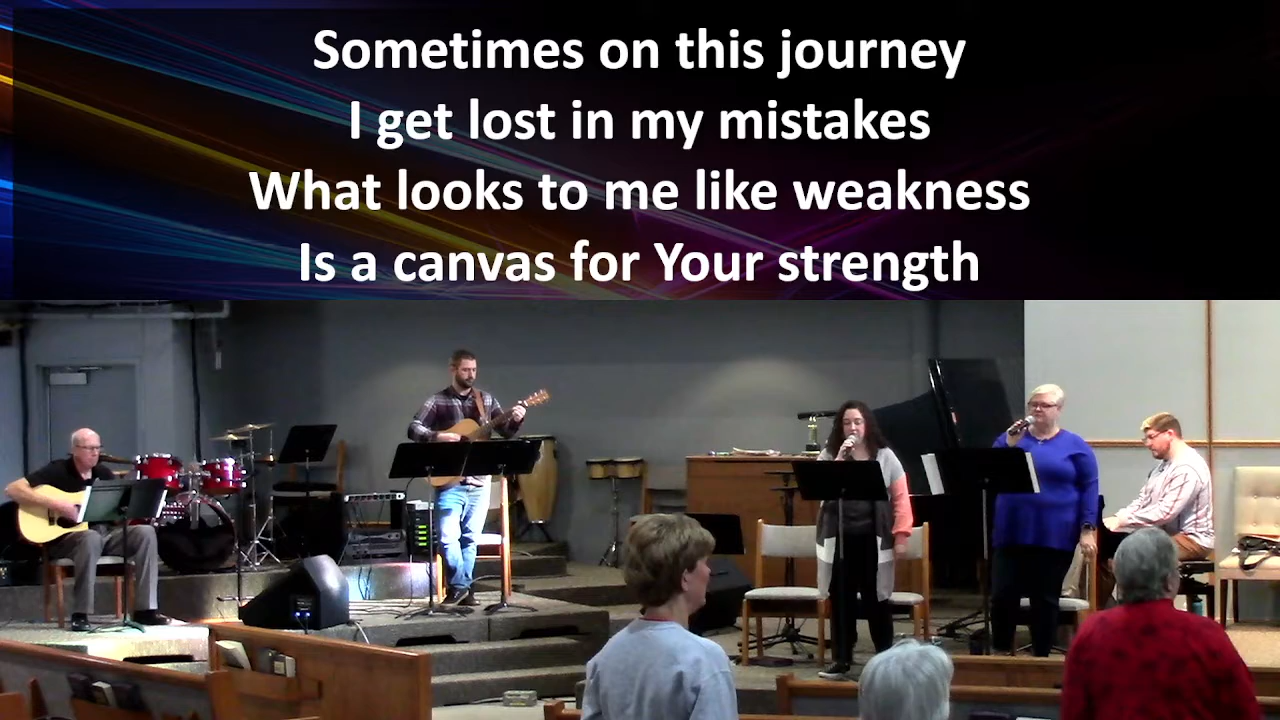 Sometimes on this journey
I get lost in my mistakes
What looks to me like weakness
Is a canvas for Your strength